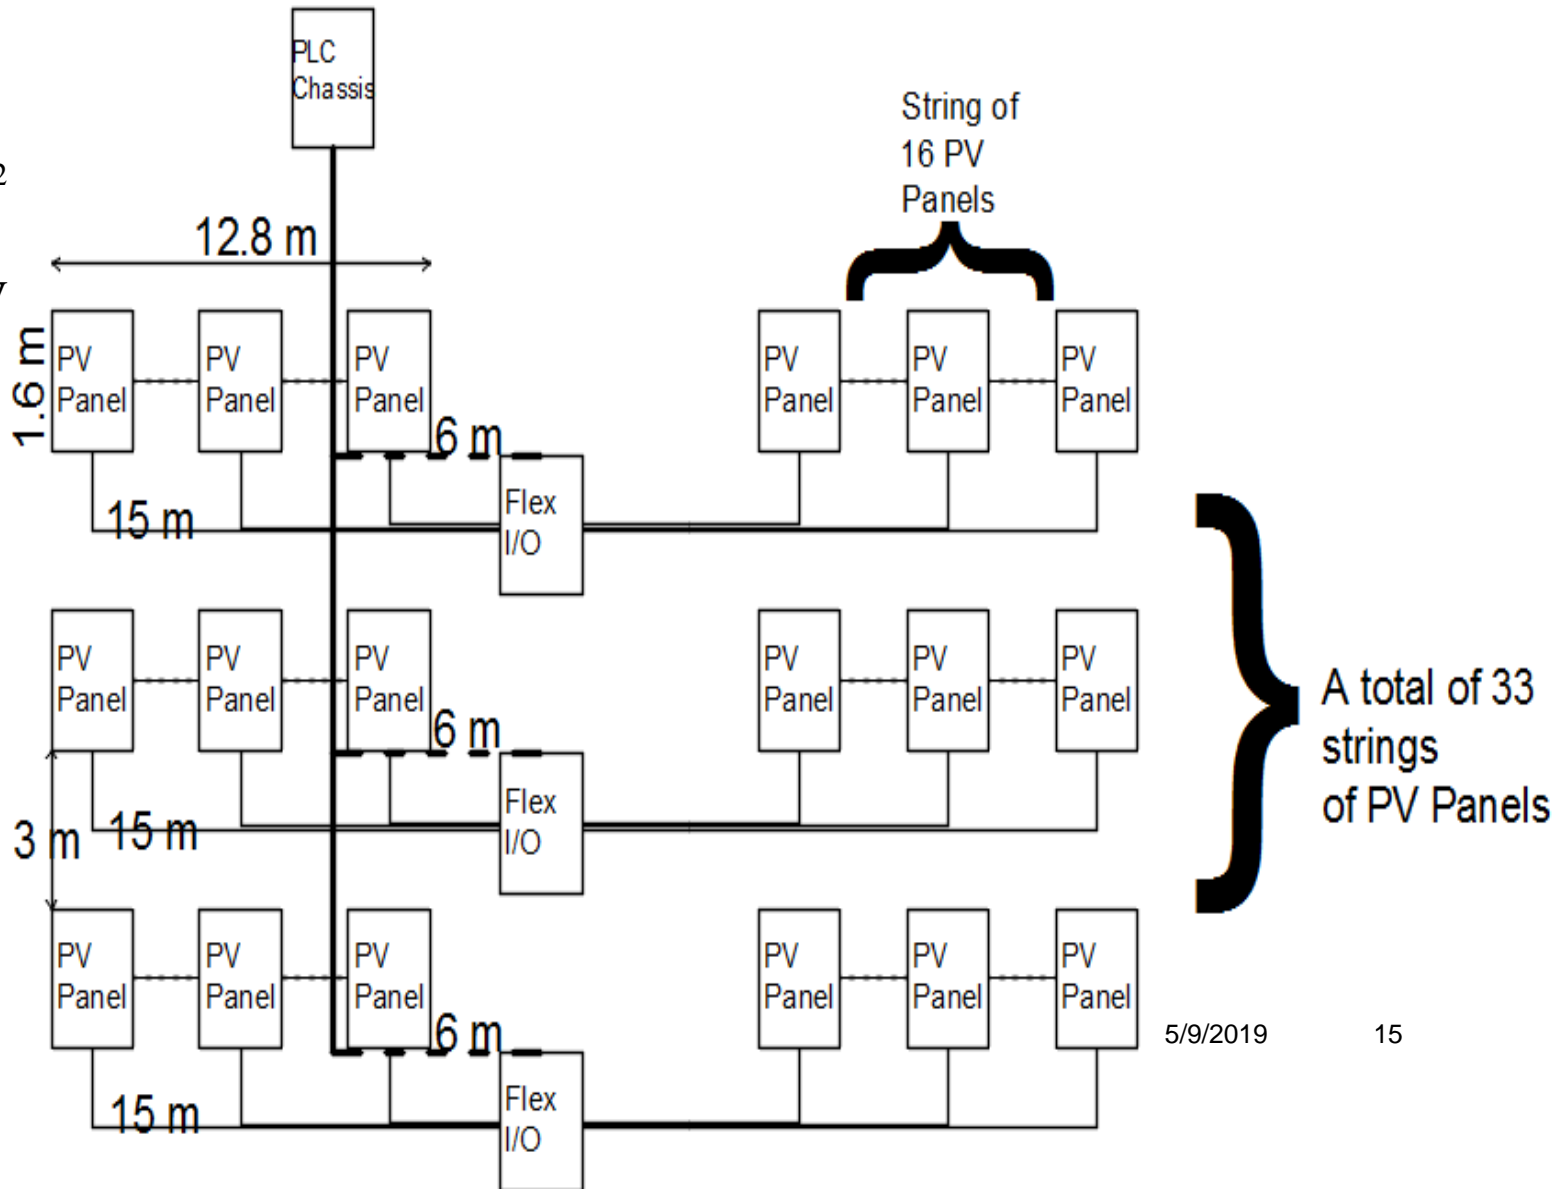 PLC
Chassis
String of
16 PV
Panels
2
12.8 m
1.6 m
PV
Panel
PV
Panel
PV
Panel
PV
Panel
PV
Panel
PV
Panel
6 m
Flex
I/O
15 m
PV
Panel
PV
Panel
PV
Panel
PV
Panel
PV
Panel
PV
Panel
A total of 33
strings
of PV Panels
6 m
Flex
I/O
3 m
15 m
PV
Panel
PV
Panel
PV
Panel
PV
Panel
PV
Panel
PV
Panel
6 m
5/9/2019
15
Flex
I/O
15 m